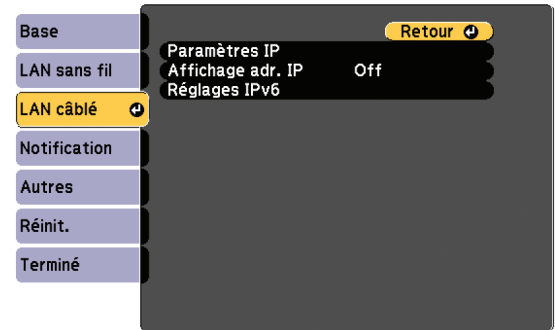 Base
LAN sans fil
LAN câblé
Notification
Autres
Réinit.
Terminé
Retour
Paramètres IP
Affichage adr. IP Off
Réglages IPv6